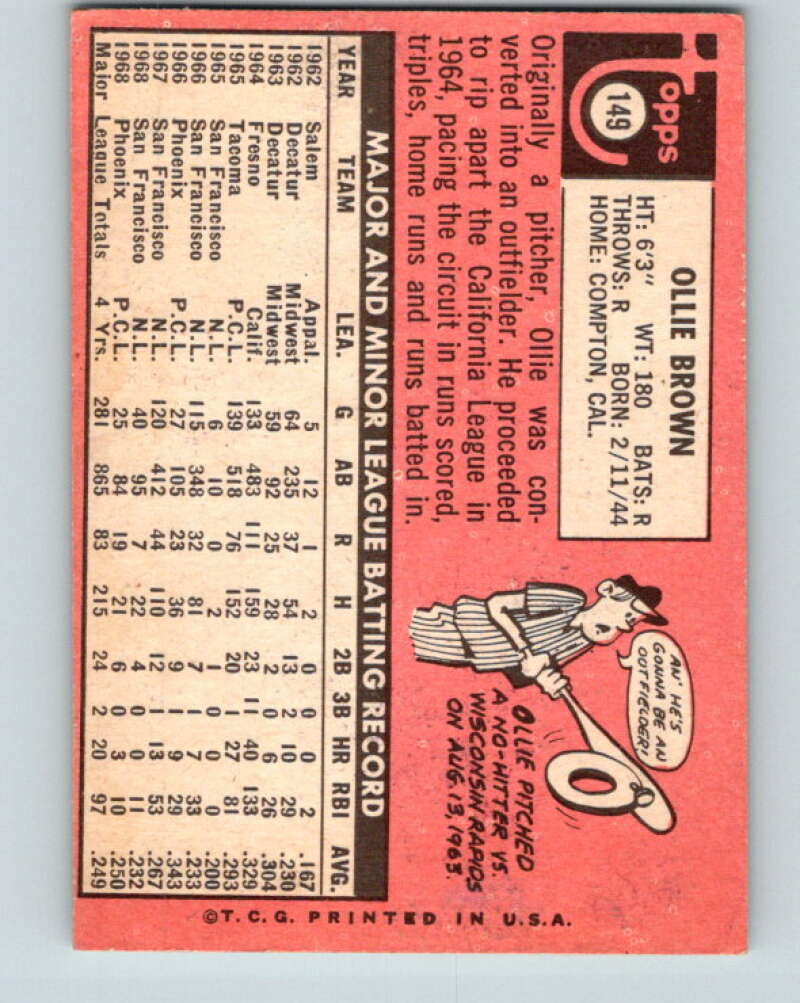 Topps
149
OLLIE BROWN
HT: 6'3" WT: 180 BATS: R
THROWS: R BORN: 2/11/44
HOME: COMPTON, CAL.
Originally a pitcher, Ollie was con-
verted into an outfielder. He proceeded
to rip apart the California League in
1964, pacing the circuit in runs scored,
triples, home runs and runs batted in.
AN' HE'S
GONNA BE AN
OUTFIELDER!
OLLIE PITCHED
A NO-HITTER VS.
WISCONSIN RAPIDS
ON AUG. 13, 1963.
MAJOR AND MINOR LEAGUE BATTING RECORD
YEAR TEAM LEA. G AB R H 2B 3B HR RBI AVG.
1962 Salem Appal. 5 12 1 2 0 0 0 2 .167
1962 Decatur Midwest 64 235 37 54 13 2 10 29 .230
1963 Decatur Midwest 59 92 25 28 2 0 6 26 .304
1964 Fresno Calif. 133 483 111 159 23 11 40 133 .329
1965 Tacoma P.C.L. 139 518 76 152 20 1 27 81 .293
1965 San Francisco N.L. 6 10 0 2 1 0 0 0 .200
1966 San Francisco N.L. 115 348 32 81 7 1 7 33 .233
1966 Phoenix P.C.L. 27 105 23 36 9 1 9 29 .343
1967 San Francisco N.L. 120 412 44 110 12 1 13 53 .267
1968 San Francisco N.L. 40 95 7 22 4 0 0 11 .232
1968 Phoenix P.C.L. 25 84 19 21 6 0 3 10 .250
Major League Totals 4 Yrs. 281 865 83 215 24 2 20 97 .249
©T.C.G. PRINTED IN U.S.A.